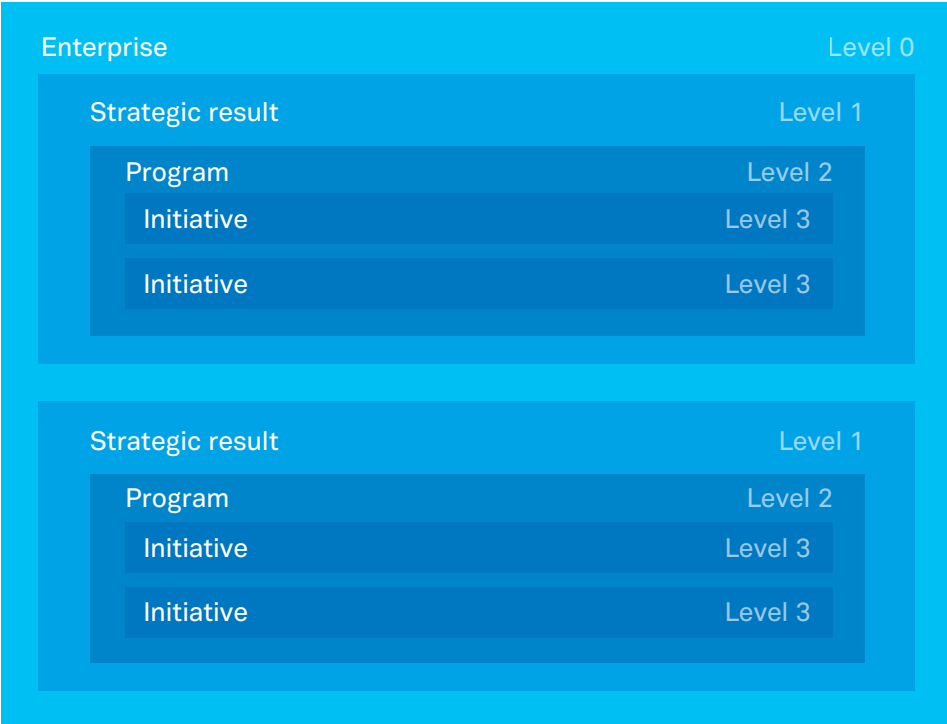 Enterprise Level 0
Strategic result Level 1
Program Level 2
Initiative Level 3
Initiative Level 3
Strategic result Level 1
Program Level 2
Initiative Level 3
Initiative Level 3